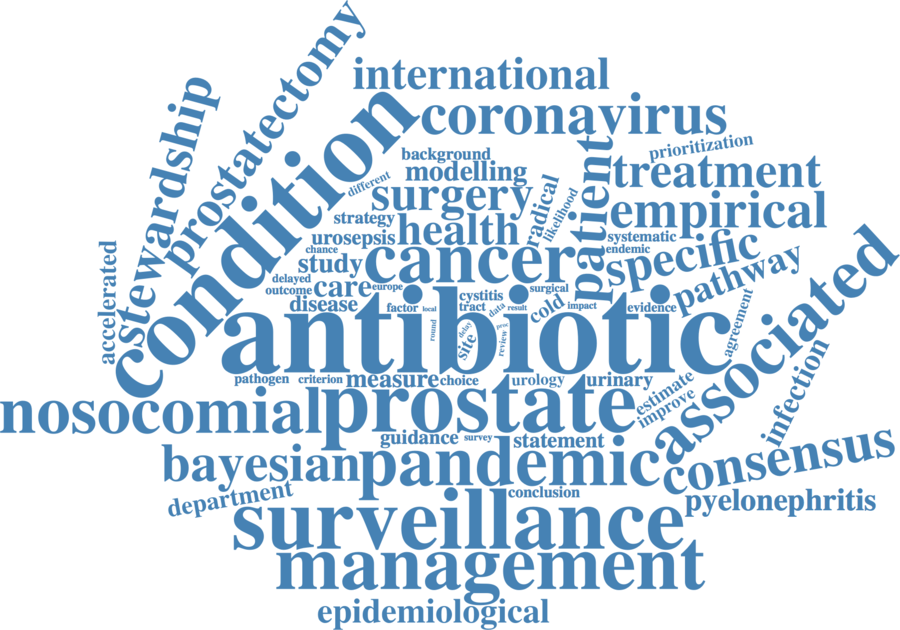 international
coronavirus
prostatectomy
condition
stewardship
accelerated
background
modelling
different
surgery
strategy
urosepsis
health
chance
study
cancer
radical
likelihood
patient
prioritization
treatment
empirical
systematic
endemic
specific
pathway
associated
delayed
outcome
care
europe
disease
factor
local
cystitis
tract
data
result
surgical
cold
impact
evidence
agreement
antibiotic
round
site
delay
proc
review
pathogen
criterion
measure
choice
urology
urinary
estimate
improve
infection
nosocomial
prostate
guidance
survey
statement
bayesian
pandemic
consensus
department
conclusion
pyelonephritis
surveillance
management
epidemiological